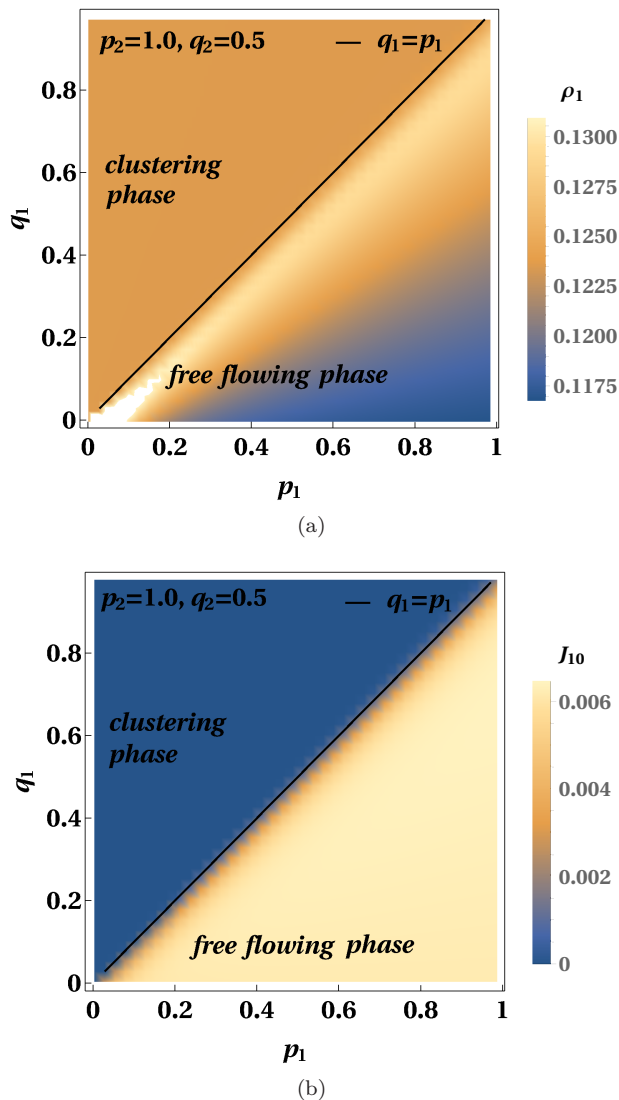 p₂=1.0, q₂=0.5 — q₁=p₁
ρ₁
0.8
0.1300
clustering
phase
0.6
0.1275
q₁
0.4
0.1225
0.2
0.1200
free flowing phase
0.1175
0
0 0.2 0.4 0.6 0.8 1
p₁
(a)
p₂=1.0, q₂=0.5 — q₁=p₁
J₁₀
0.8
0.006
clustering
phase
0.6
0.004
q₁
0.4
0.002
0.2
free flowing phase
0
0
0 0.2 0.4 0.6 0.8 1
p₁
(b)